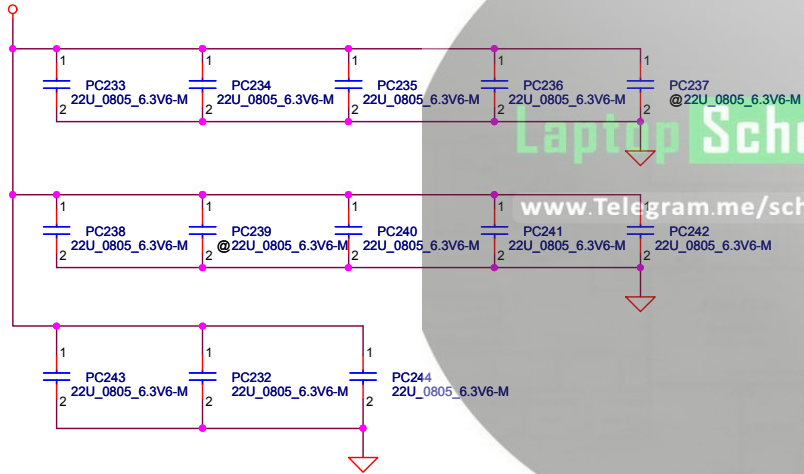 1 1 1 1 1
PC233 PC234 PC235 PC236 PC237
22U_0805_6.3V6-M 22U_0805_6.3V6-M 22U_0805_6.3V6-M 22U_0805_6.3V6-M @22U_0805_6.3V6-M
2 2 2 2 2
Laptop Sch
www.Telegram.me/sch
1 1 1 1 1
PC238 PC239 PC240 PC241 PC242
22U_0805_6.3V6-M @22U_0805_6.3V6-M 22U_0805_6.3V6-M 22U_0805_6.3V6-M 22U_0805_6.3V6-M
2 2 2 2 2
1 1 1
PC243 PC232 PC244
22U_0805_6.3V6-M 22U_0805_6.3V6-M 22U_0805_6.3V6-M
2 2 2